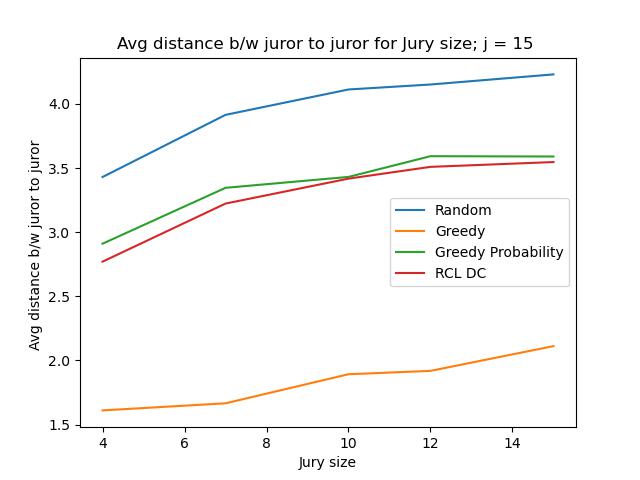 Avg distance b/w juror to juror for Jury size; j = 15
Avg distance b/w juror to juror
4.0
3.5
3.0
2.5
2.0
1.5
Random
Greedy
Greedy Probability
RCL DC
4 6 8 10 12 14
Jury size